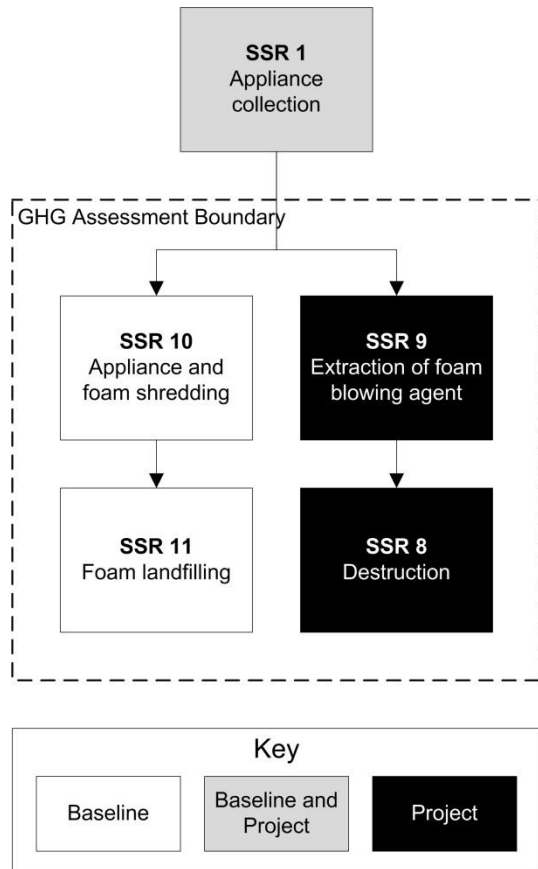 SSR 1
Appliance
collection
GHG Assessment Boundary
SSR 10
Appliance and
foam shredding
SSR 9
Extraction of foam
blowing agent
SSR 11
Foam landfilling
SSR 8
Destruction
Key
Baseline
Baseline and
Project
Project